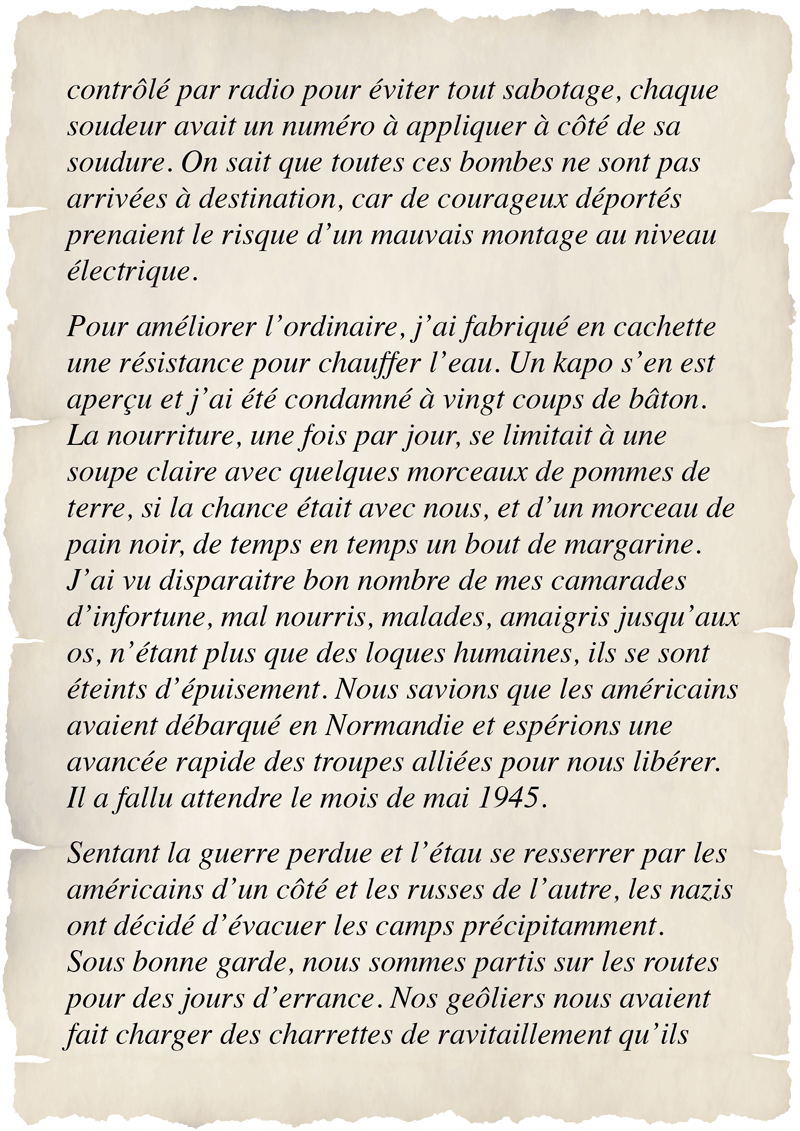 contrôlé par radio pour éviter tout sabotage, chaque
soudeur avait un numéro à appliquer à côté de sa
soudure. On sait que toutes ces bombes ne sont pas
arrivées à destination, car de courageux déportés
prenaient le risque d’un mauvais montage au niveau
électrique.
Pour améliorer l’ordinaire, j’ai fabriqué en cachette
une résistance pour chauffer l’eau. Un kapo s’en est
aperçu et j’ai été condamné à vingt coups de bâton.
La nourriture, une fois par jour, se limitait à une
soupe claire avec quelques morceaux de pommes de
terre, si la chance était avec nous, et d’un morceau de
pain noir, de temps en temps un bout de margarine.
J’ai vu disparaitre bon nombre de mes camarades
d’infortune, mal nourris, malades, amaigris jusqu’aux
os, n’étant plus que des loques humaines, ils se sont
éteints d’épuisement. Nous savions que les américains
avaient débarqué en Normandie et espérions une
avancée rapide des troupes alliées pour nous libérer.
Il a fallu attendre le mois de mai 1945.
Sentant la guerre perdue et l’étau se resserrer par les
américains d’un côté et les russes de l’autre, les nazis
ont décidé d’évacuer les camps précipitamment.
Sous bonne garde, nous sommes partis sur les routes
pour des jours d’errance. Nos geôliers nous avaient
fait charger des charrettes de ravitaillement qu’ils